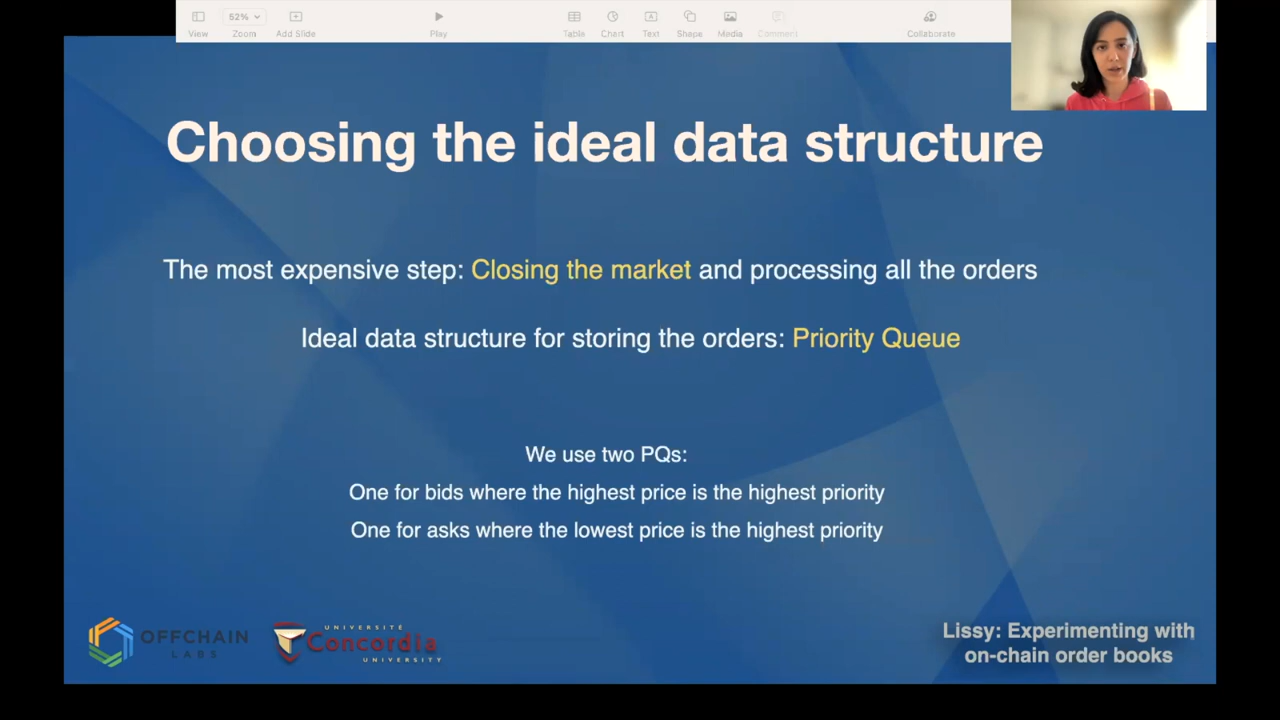 52%
View
Zoom
Add Slide
Play
Table
Chart
Text
Shape
Media
Comment
Collaborate
Choosing the ideal data structure
The most expensive step: Closing the market and processing all the orders
Ideal data structure for storing the orders: Priority Queue
We use two PQs:
One for bids where the highest price is the highest priority
One for asks where the lowest price is the highest priority
OFFCHAIN
LABS
UNIVERSITÉ
Concordia
UNIVERSITY
Lissy: Experimenting with
on-chain order books